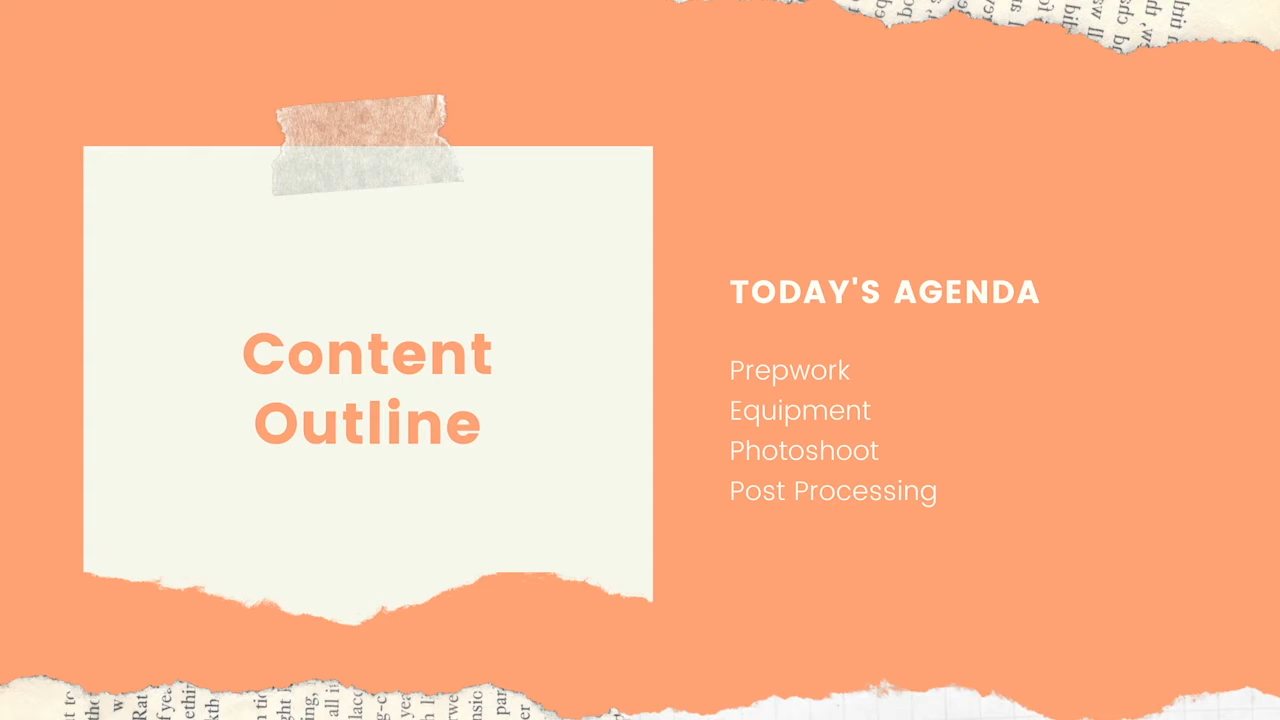 Content
Outline
TODAY'S AGENDA
Prepwork
Equipment
Photoshoot
Post Processing